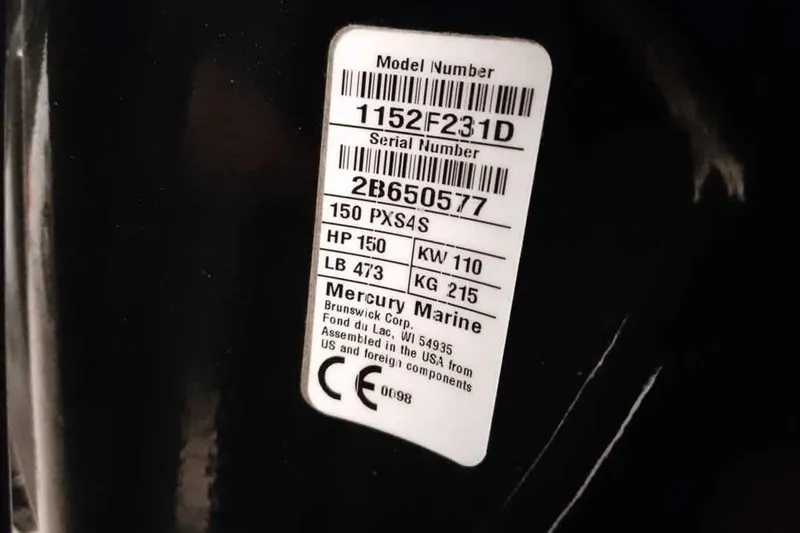 Model Number
1152F231D
Serial Number
2B650577
150 PXS4S
HP 150 KW 110
LB 473 KG 215
Mercury Marine
Brunswick Corp.
Fond du Lac, WI 54935
Assembled in the USA from
US and foreign components
CE 0098